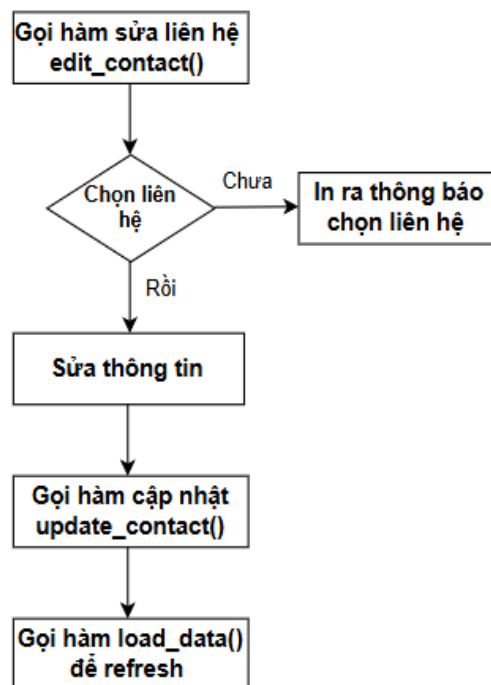 Gọi hàm sửa liên hệ
edit_contact()
Chọn liên
hệ
Chưa
In ra thông báo
chọn liên hệ
Rồi
Sửa thông tin
Gọi hàm cập nhật
update_contact()
Gọi hàm load_data()
để refresh